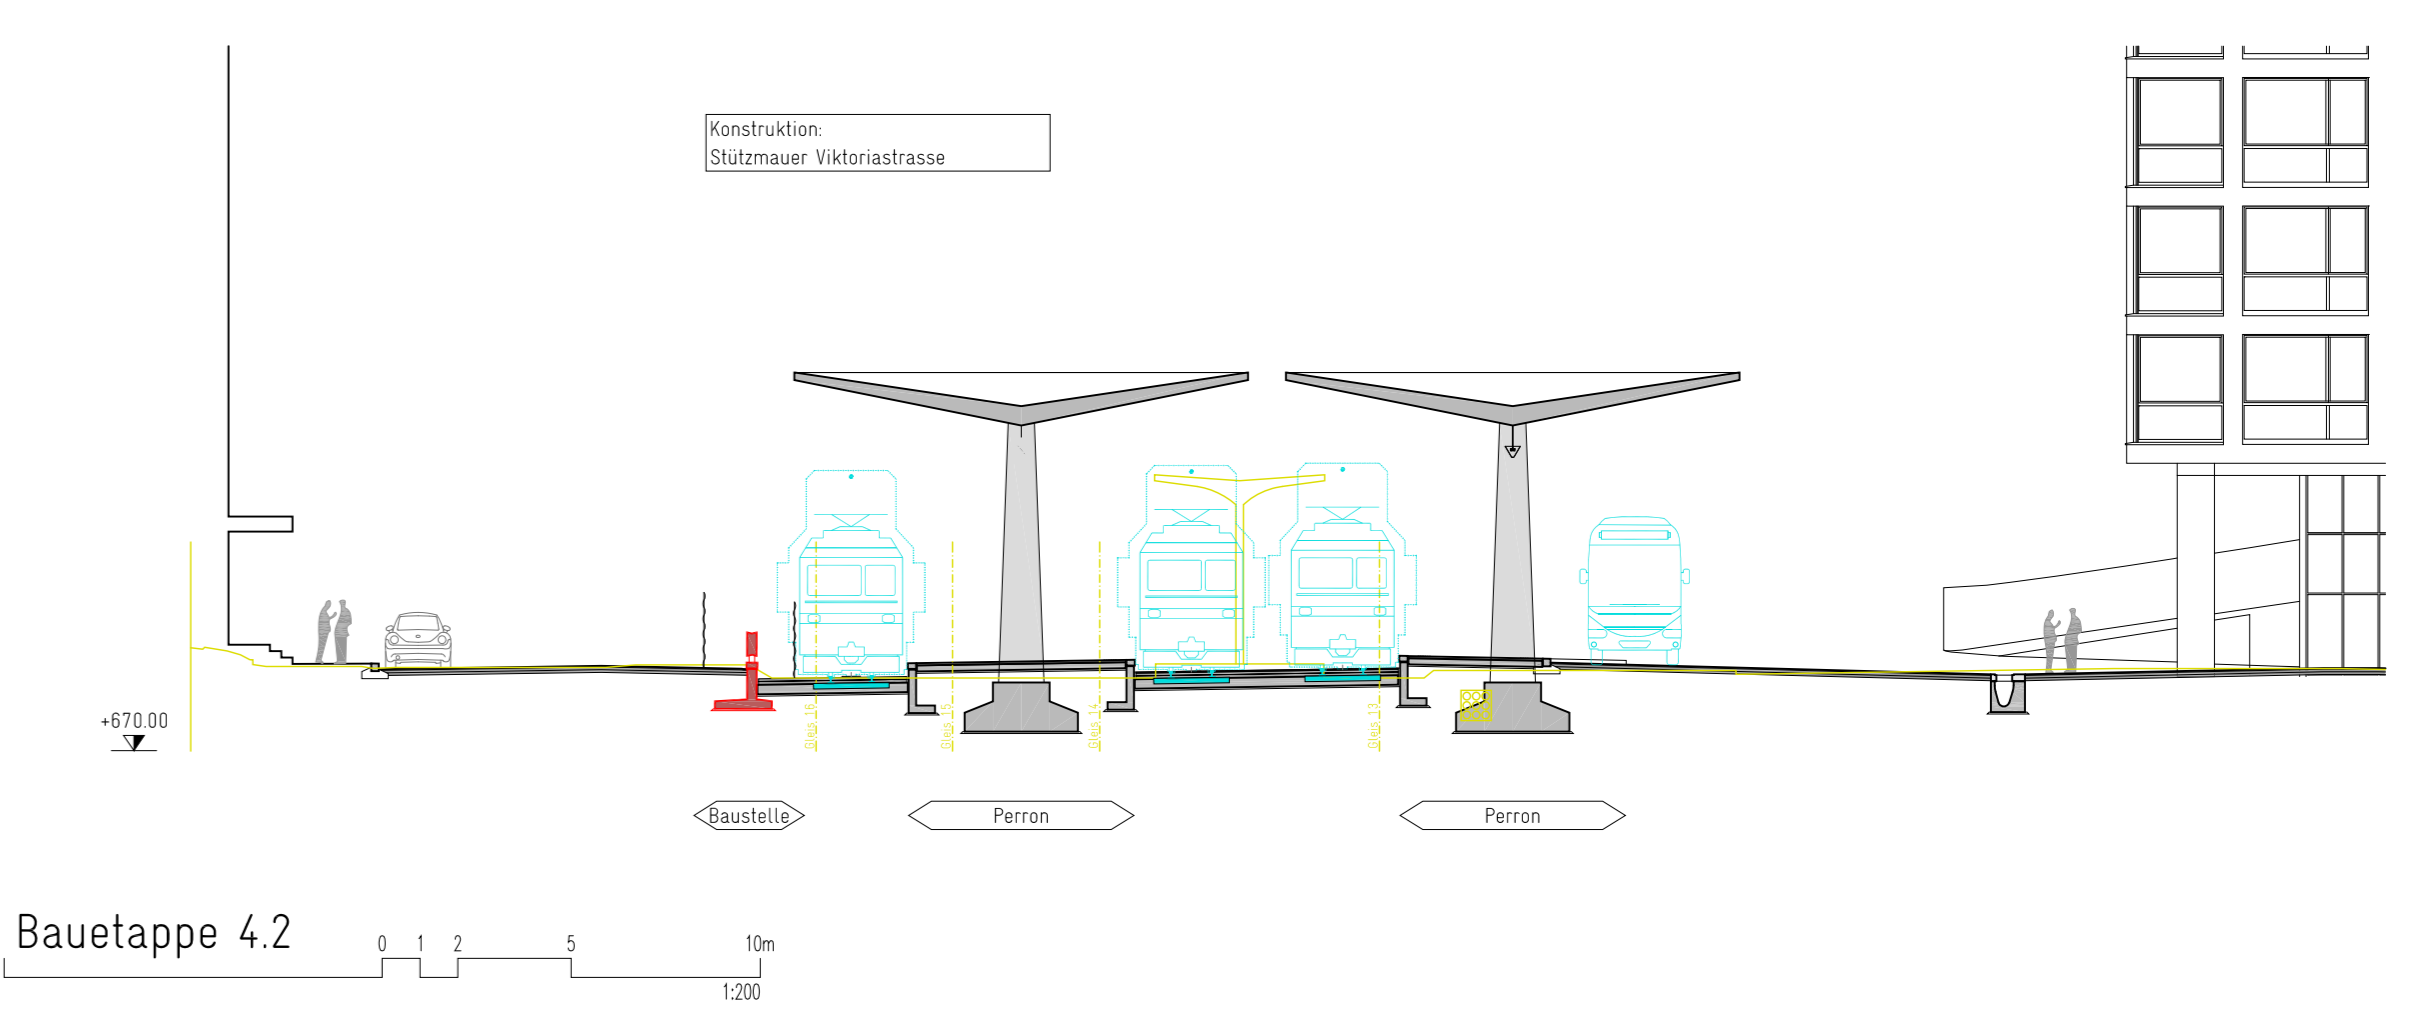 Konstruktion:
Stützmauer Viktoriastrasse
+670.00
Gleis 16
Gleis 15
Gleis 14
Gleis 13
Baustelle
Perron
Perron
Bauetappe 4.2
0 1 2 5 10m
1:200